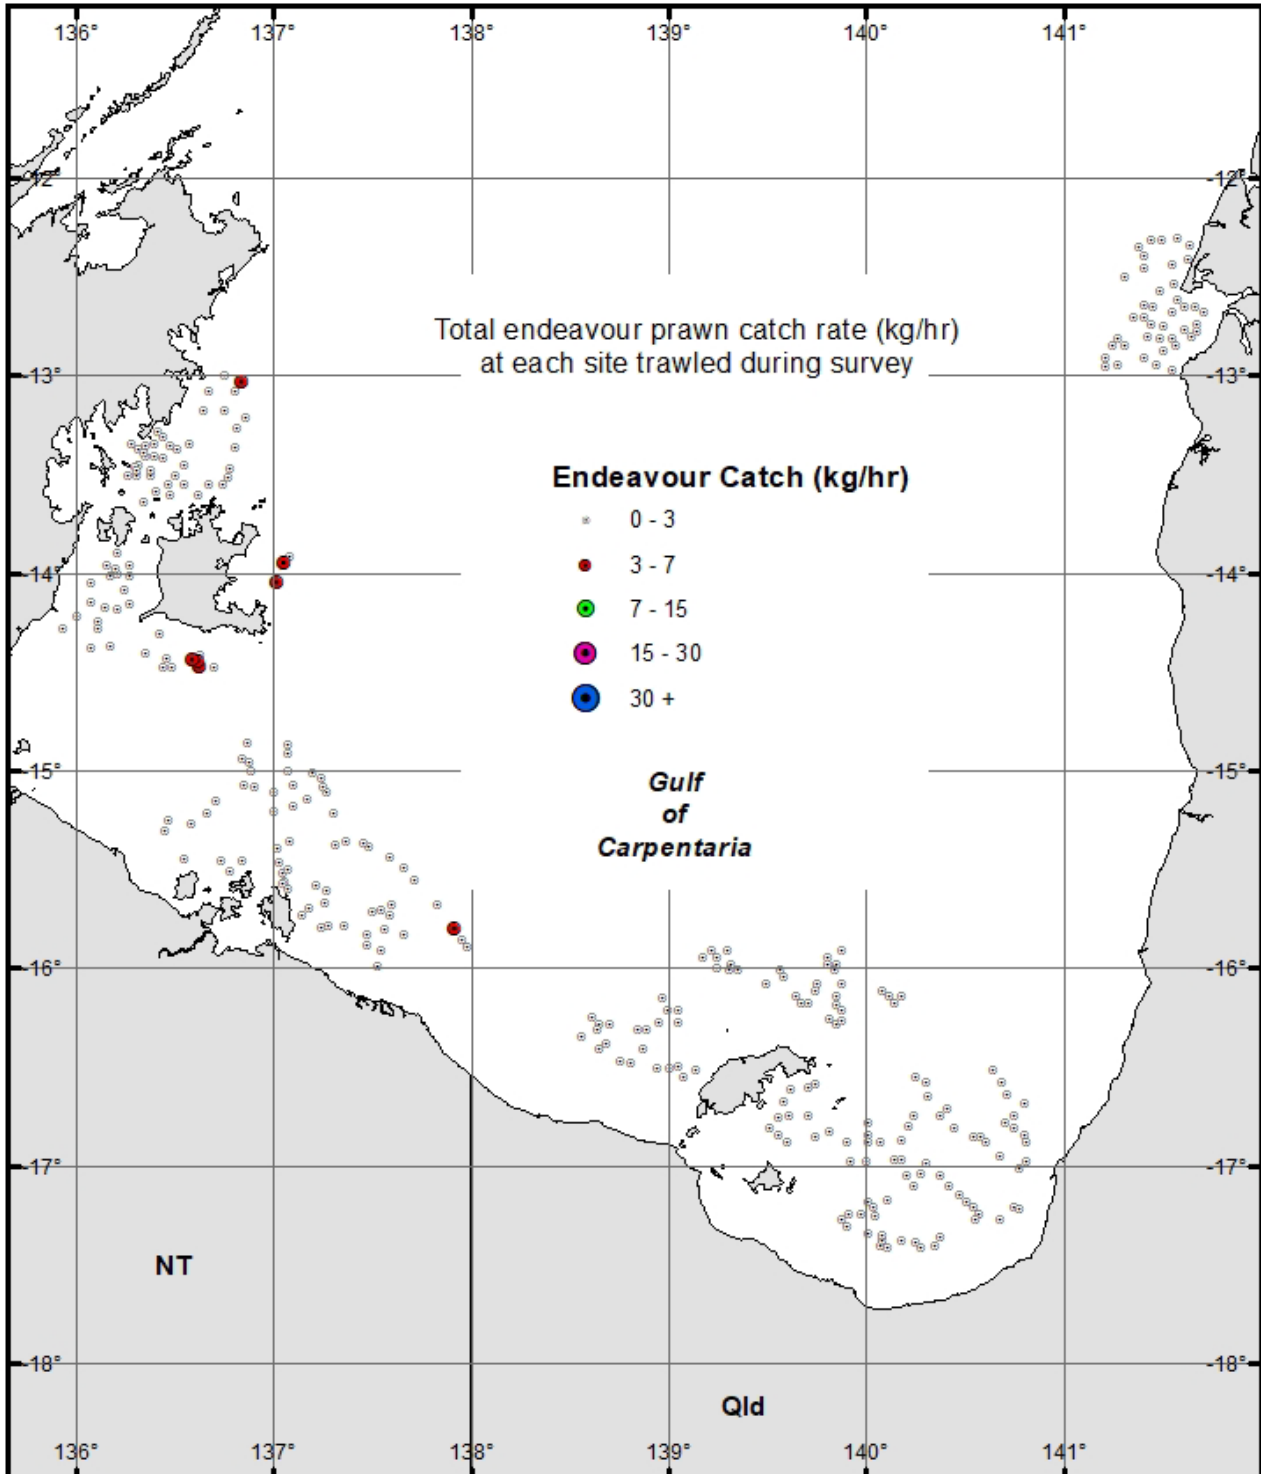 136° 137° 138° 139° 140° 141°
-12° -12°
Total endeavour prawn catch rate (kg/hr)
at each site trawled during survey
-13° -13°
Endeavour Catch (kg/hr)
0 - 3
3 - 7
-14° -14°
7 - 15
15 - 30
30 +
-15° -15°
Gulf
of
Carpentaria
-16° -16°
-17° -17°
NT
-18° -18°
Qld
136° 137° 138° 139° 140° 141°